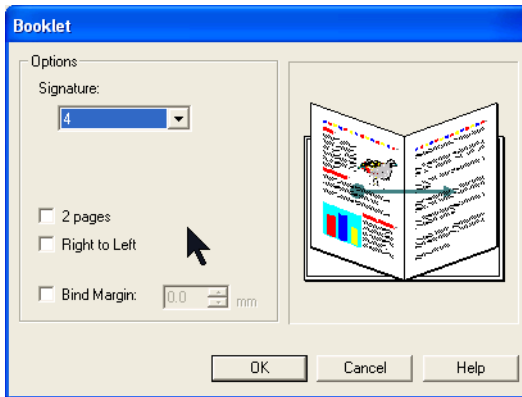 Booklet
Options
Signature:
4
2 pages
Right to Left
Bind Margin: 0.0 mm
OK Cancel Help